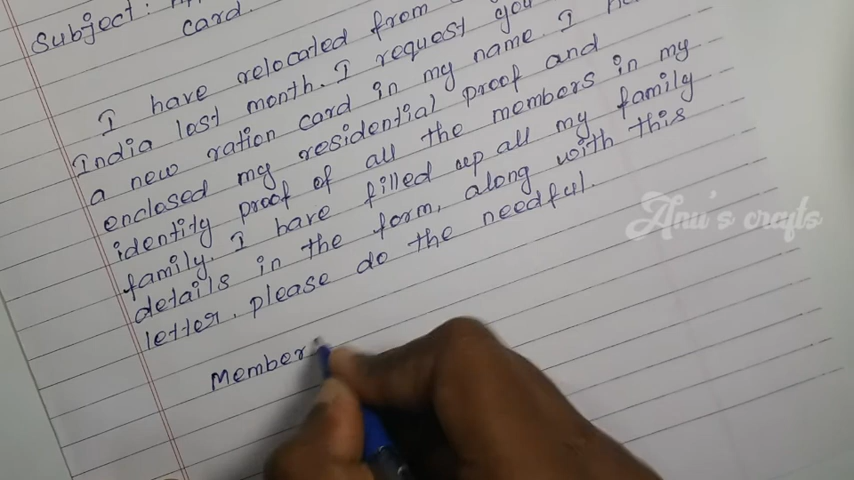 Subject:
card.
I have relocated from
India last month. I request you
a new ration card in my name. I
enclosed my residential proof and
identity proof of all the members in my
family. I have filled up all my family
details in the form, along with this
letter. please do the needful.
Member
Anu's crafts